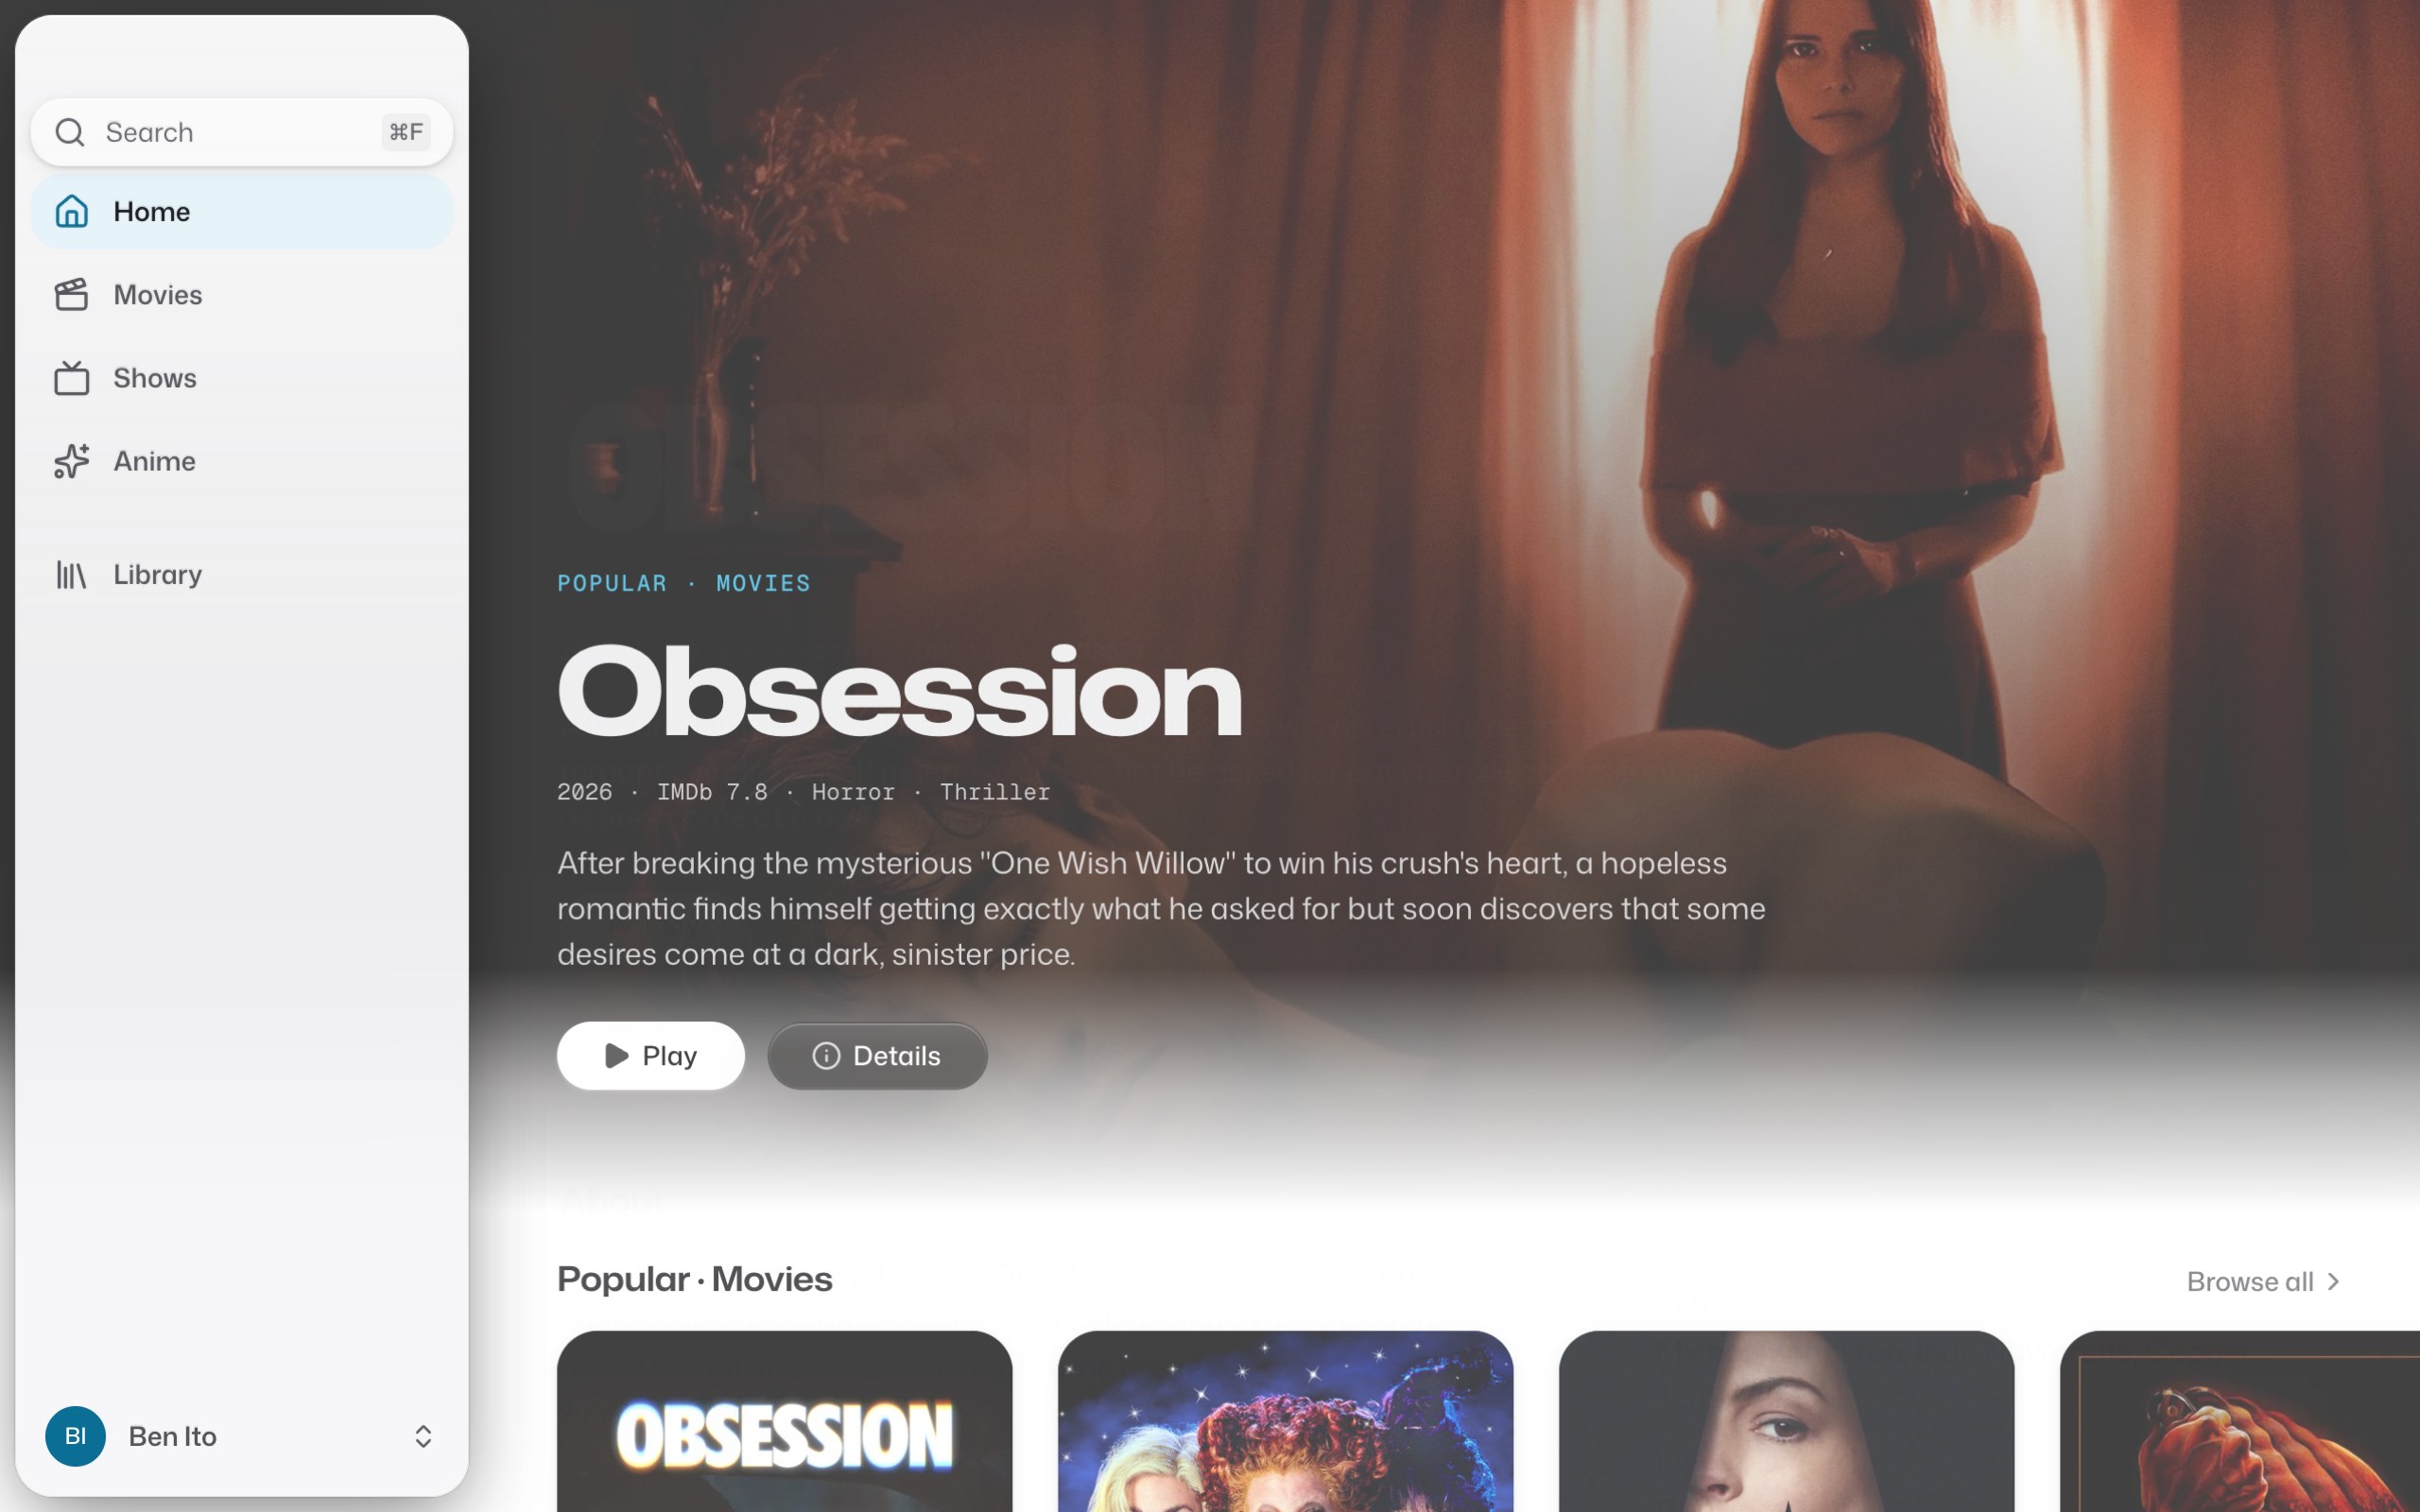 Search ⌘F
Home
Movies
Shows
Anime
Library
BI Ben Ito
OBSESSION
POPULAR · MOVIES
Obsession
2026 · IMDb 7.8 · Horror · Thriller
After breaking the mysterious "One Wish Willow" to win his crush's heart, a hopeless
romantic finds himself getting exactly what he asked for but soon discovers that some
desires come at a dark, sinister price.
Play Details
About
Popular · Movies Browse all
OBSESSION